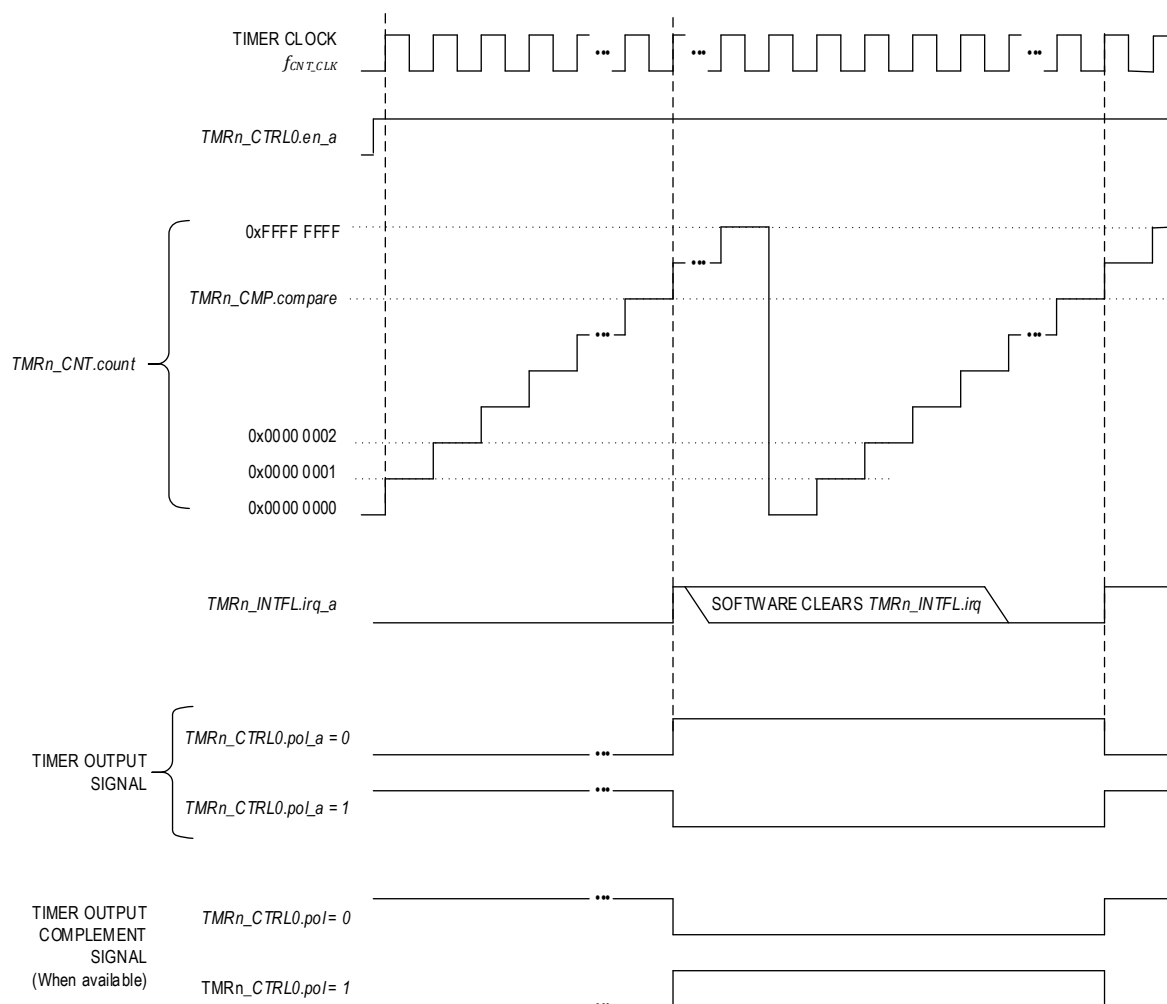 TIMER CLOCK
fCNT_CLK
TMRn_CTRL0.en_a
0xFFFF FFFF
TMRn_CMP.compare
TMRn_CNT.count
0x0000 0002
0x0000 0001
0x0000 0000
TMRn_INTFL.irq_a
SOFTWARE CLEARS TMRn_INTFL.irq
TMRn_CTRL0.pol_a = 0
TIMER OUTPUT
SIGNAL
TMRn_CTRL0.pol_a = 1
TIMER OUTPUT
COMPLEMENT
SIGNAL
(When available)
TMRn_CTRL0.pol= 0
TMRn_CTRL0.pol= 1